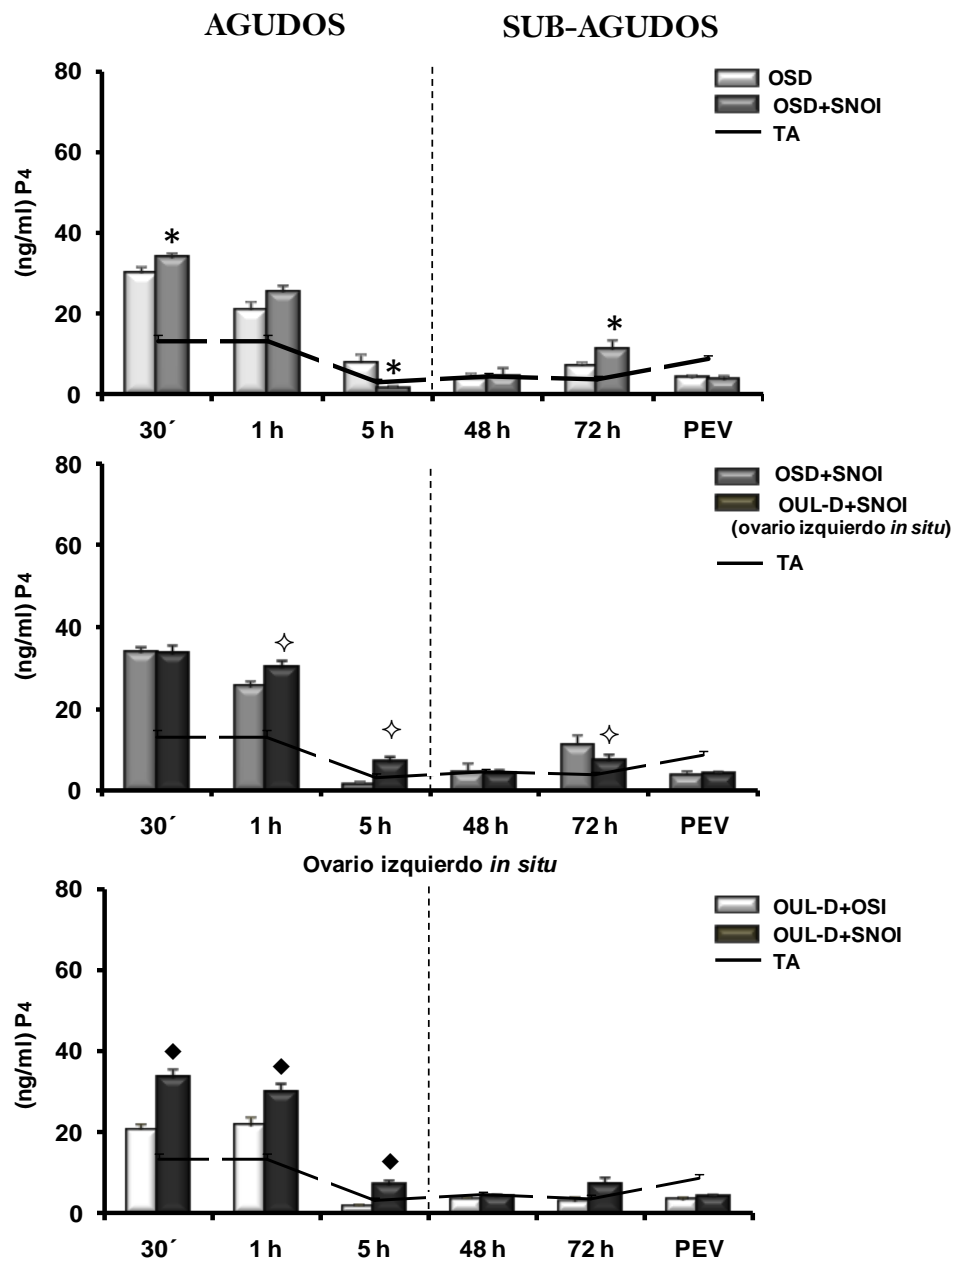 AGUDOS SUB-AGUDOS
80
60
40
20
0
(ng/ml) P4
OSD
OSD+SNOI
TA
*
*
*
30´ 1 h 5 h 48 h 72 h PEV
80
60
40
20
0
(ng/ml) P4
OSD+SNOI
OUL-D+SNOI
(ovario izquierdo in situ)
TA
30´ 1 h 5 h 48 h 72 h PEV
Ovario izquierdo in situ
80
60
40
20
0
(ng/ml) P4
OUL-D+OSI
OUL-D+SNOI
TA
30´ 1 h 5 h 48 h 72 h PEV